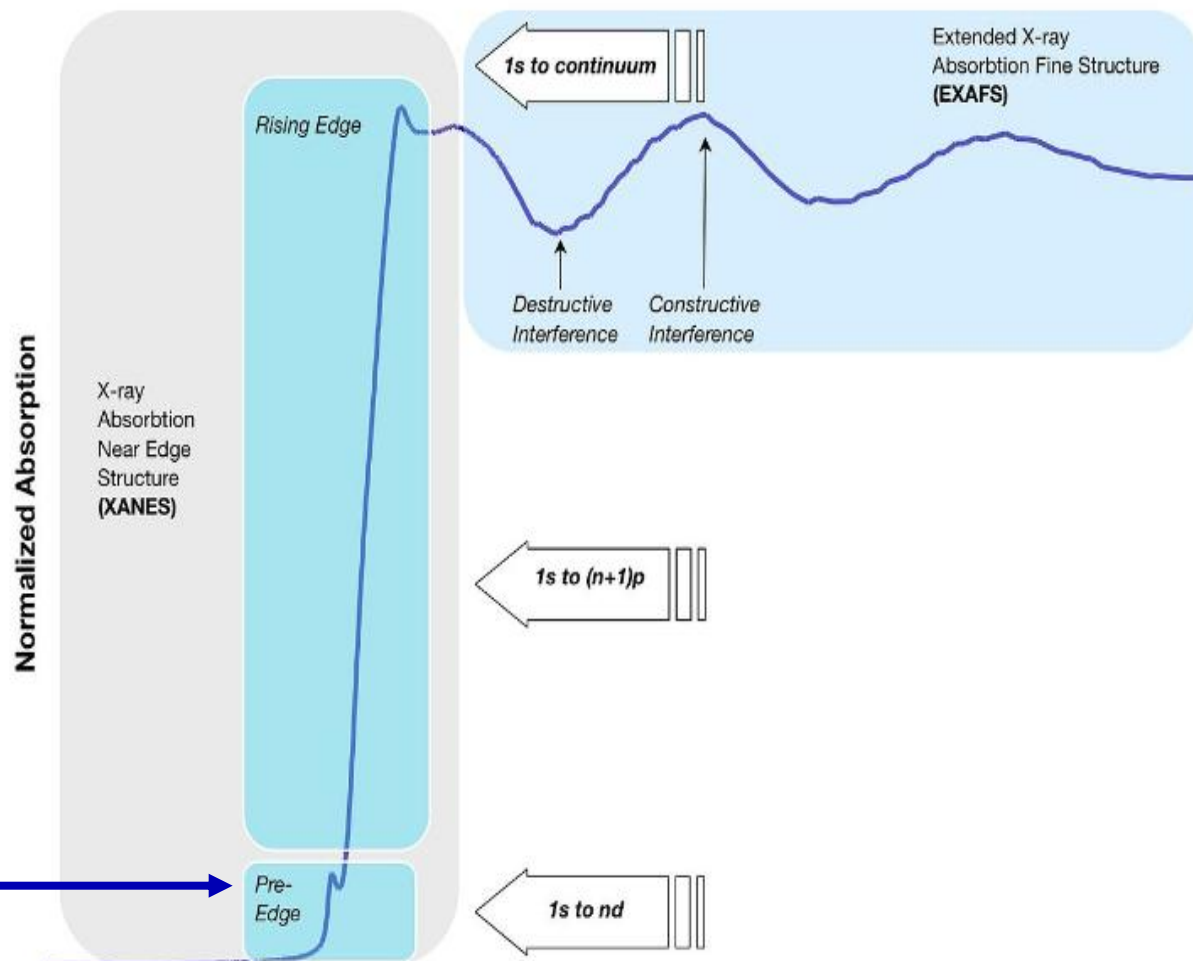 1s to continuum
Extended X-ray
Absorbtion Fine Structure
(EXAFS)
Rising Edge
Destructive
Interference
Constructive
Interference
Normalized Absorption
X-ray
Absorbtion
Near Edge
Structure
(XANES)
1s to (n+1)p
Pre-
Edge
1s to nd